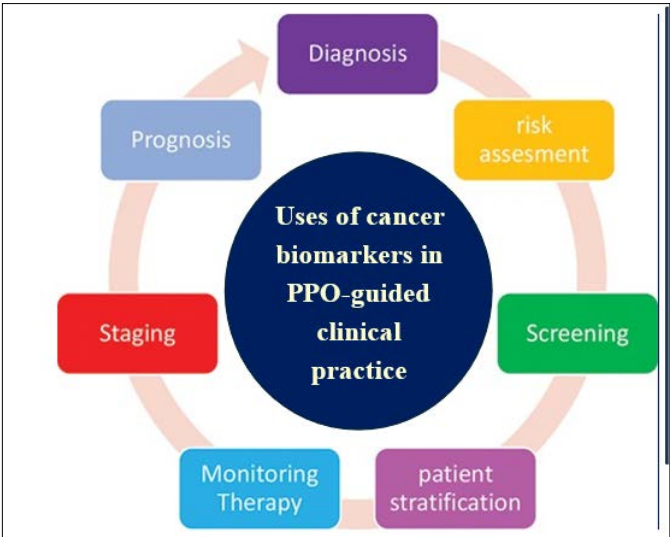 Diagnosis
risk
assesment
Screening
patient
stratification
Monitoring
Therapy
Staging
Prognosis
Uses of cancer
biomarkers in
PPO-guided
clinical
practice